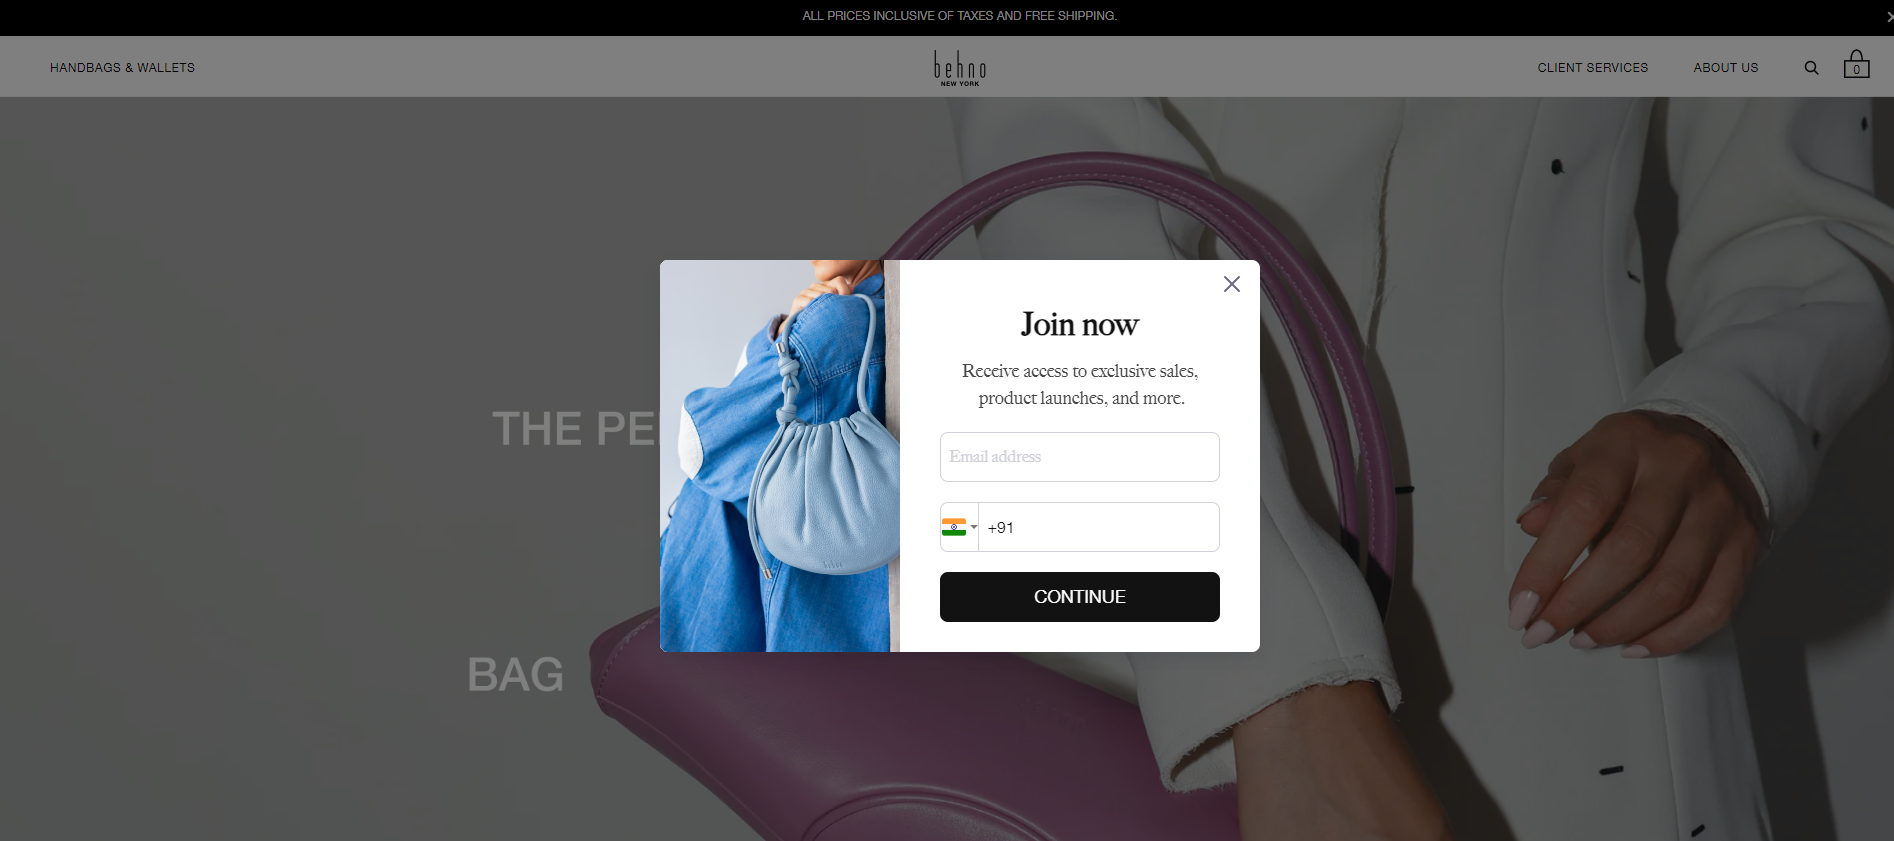 ALL PRICES INCLUSIVE OF TAXES AND FREE SHIPPING.
HANDBAGS & WALLETS
behno
NEW YORK
CLIENT SERVICES
ABOUT US
0
Join now
Receive access to exclusive sales,
product launches, and more.
Email address
+91
CONTINUE
THE
BAG
behno